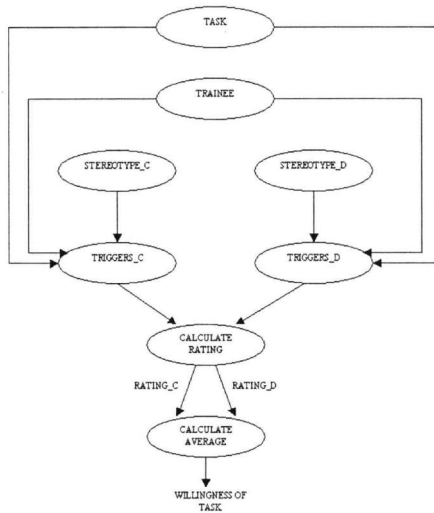 TASK
TRAINEE
STEREOTYPE_C
STEREOTYPE_D
TRIGGERS_C
TRIGGERS_D
CALCULATE
RATING
RATING_C
RATING_D
CALCULATE
AVERAGE
WILLINGNESS OF
TASK